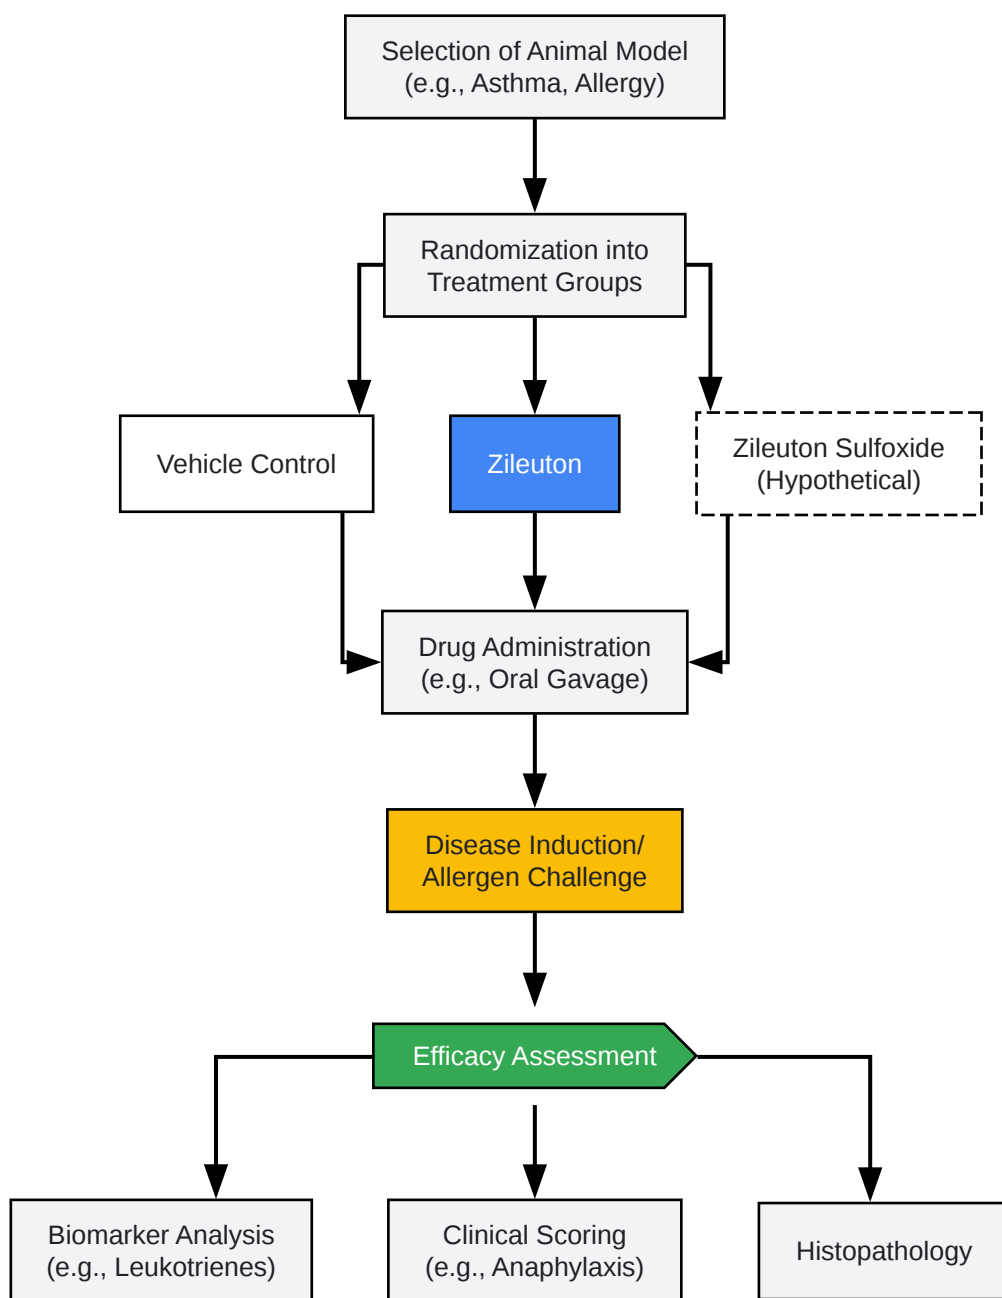 Selection of Animal Model
(e.g., Asthma, Allergy)
Randomization into
Treatment Groups
Vehicle Control
Zileuton
Zileuton Sulfoxide
(Hypothetical)
Drug Administration
(e.g., Oral Gavage)
Disease Induction/
Allergen Challenge
Efficacy Assessment
Biomarker Analysis
(e.g., Leukotrienes)
Clinical Scoring
(e.g., Anaphylaxis)
Histopathology